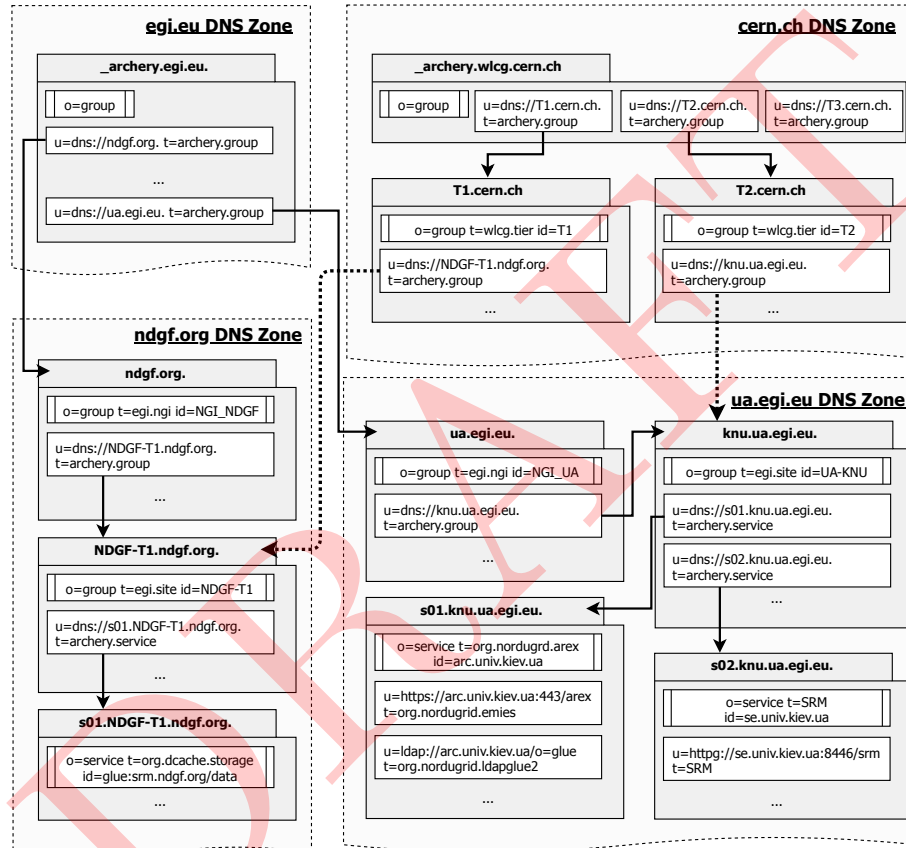 egi.eu DNS Zone
_archery.egi.eu.
o=group
u=dns://ndgf.org. t=archery.group
...
u=dns://ua.egi.eu. t=archery.group
cern.ch DNS Zone
_archery.wlcg.cern.ch
o=group
u=dns://T1.cern.ch.
t=archery.group
u=dns://T2.cern.ch.
t=archery.group
u=dns://T3.cern.ch.
t=archery.group
T1.cern.ch
o=group t=wlcg.tier id=T1
u=dns://NDGF-T1.ndgf.org.
t=archery.group
...
T2.cern.ch
o=group t=wlcg.tier id=T2
u=dns://knu.ua.egi.eu.
t=archery.group
...
ndgf.org DNS Zone
ndgf.org.
o=group t=egi.ngi id=NGI_NDGF
u=dns://NDGF-T1.ndgf.org.
t=archery.group
...
NDGF-T1.ndgf.org.
o=group t=egi.site id=NDGF-T1
u=dns://s01.NDGF-T1.ndgf.org.
t=archery.service
...
s01.NDGF-T1.ndgf.org.
o=service t=org.dcache.storage
id=glue:srm.ndgf.org/data
...
ua.egi.eu DNS Zone
ua.egi.eu.
o=group t=egi.ngi id=NGI_UA
u=dns://knu.ua.egi.eu.
t=archery.group
...
knu.ua.egi.eu.
o=group t=egi.site id=UA-KNU
u=dns://s01.knu.ua.egi.eu.
t=archery.service
u=dns://s02.knu.ua.egi.eu.
t=archery.service
...
s01.knu.ua.egi.eu.
o=service t=org.nordugrd.arex
id=arc.univ.kiev.ua
u=https://arc.univ.kiev.ua:443/arex
t=org.nordugrid.emies
u=ldap://arc.univ.kiev.ua/o=glue
t=org.nordugrid.ldapglue2
...
s02.knu.ua.egi.eu.
o=service t=SRM
id=se.univ.kiev.ua
u=httpg://se.univ.kiev.ua:8446/srm
t=SRM
...
DRAFT